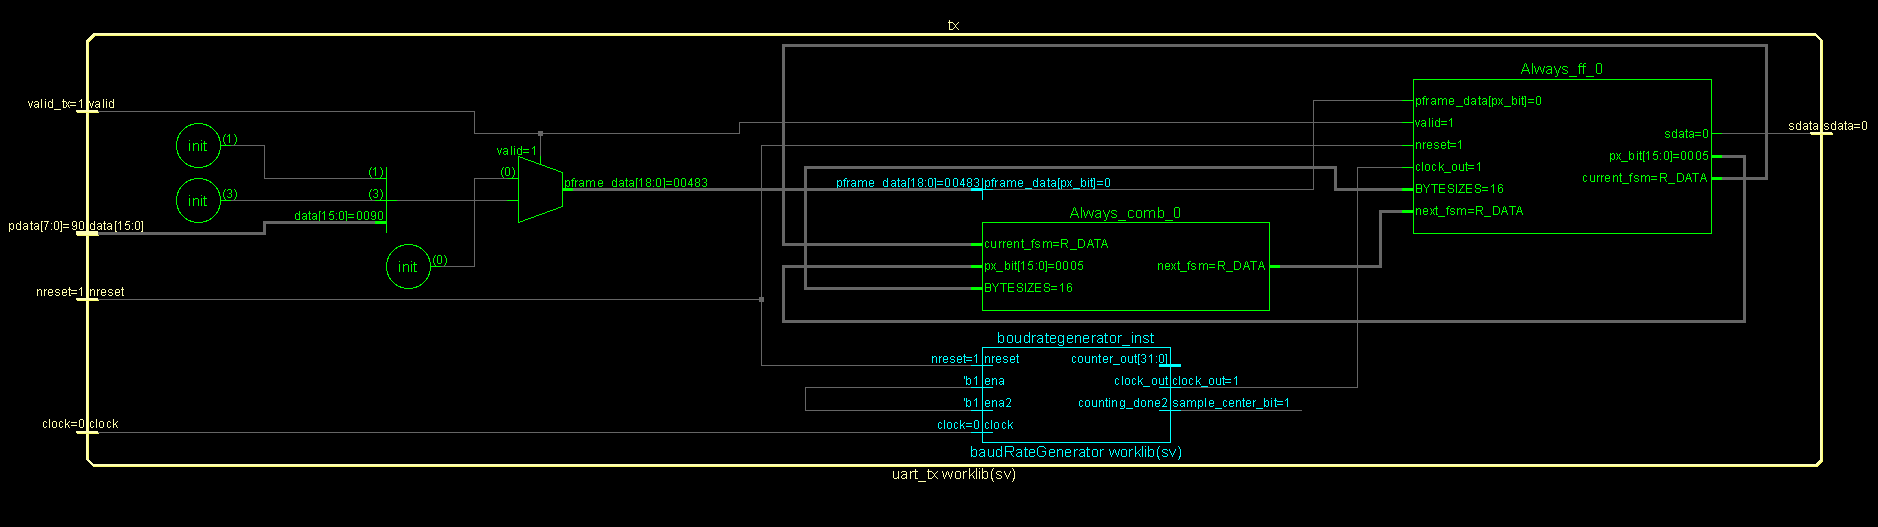 tx
Always_ff_0
valid_tx=1 valid
pframe_data[px_bit]=0
valid=1
sdata=0
sdata sdata=0
init
(1)
valid=1
nreset=1
px_bit[15:0]=0005
(1)
(0)
clock_out=1
current_fsm=R_DATA
pframe_data[18:0]=00483
pframe_data[18:0]=00483 pframe_data[px_bit]=0
BYTESIZES=16
init
(3)
(3)
data[15:0]=0090
next_fsm=R_DATA
Always_comb_0
pdata[7:0]=90 data[15:0]
current_fsm=R_DATA
init
(0)
px_bit[15:0]=0005
next_fsm=R_DATA
BYTESIZES=16
nreset=1 nreset
boudrategenerator_inst
nreset=1 nreset
counter_out[31:0]
'b1 ena
clock_out clock_out=1
'b1 ena2
counting_done2 sample_center_bit=1
clock=0 clock
clock=0 clock
baudRateGenerator worklib(sv)
uart_tx worklib(sv)